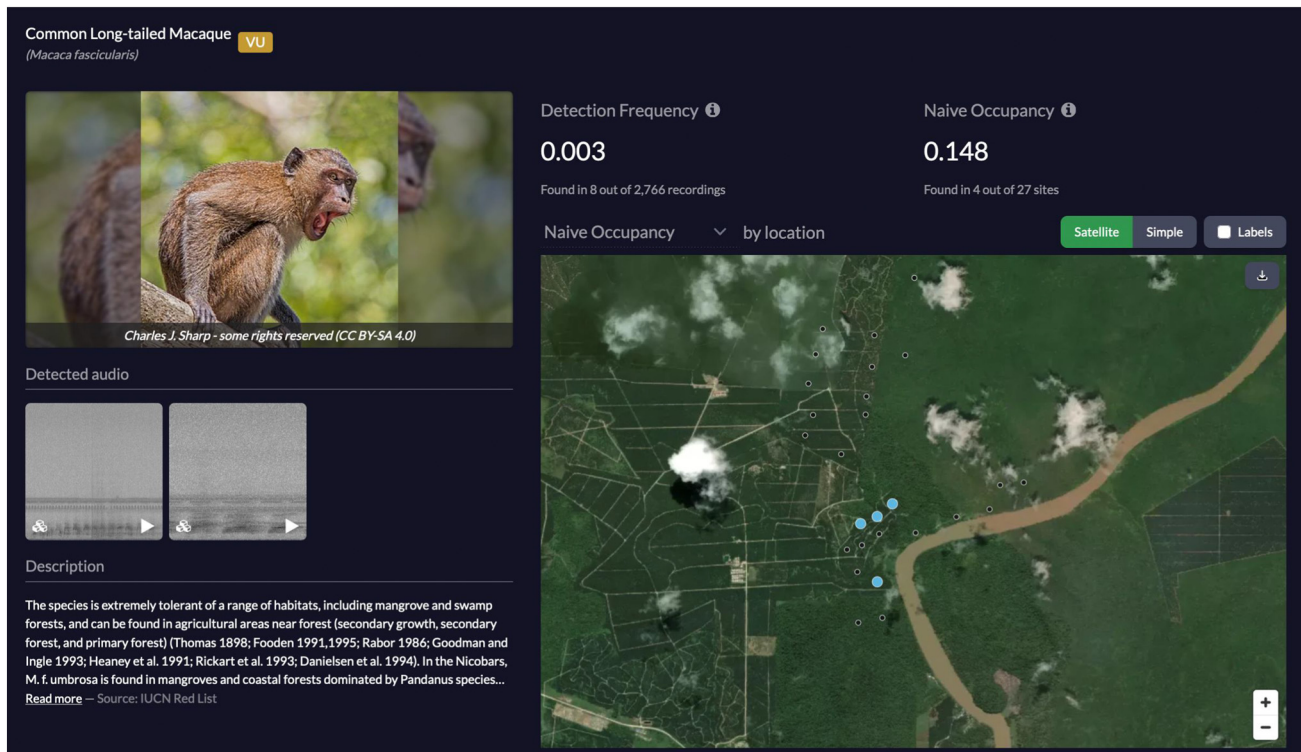 Common Long-tailed Macaque
VU
(Macaca fascicularis)
Charles J. Sharp - some rights reserved (CC BY-SA 4.0)
Detected audio
Description
The species is extremely tolerant of a range of habitats, including mangrove and swamp
forests, and can be found in agricultural areas near forest (secondary growth, secondary
forest, and primary forest) (Thomas 1898; Fooden 1991,1995; Rabor 1986; Goodman and
Ingle 1993; Heaney et al. 1991; Rickart et al. 1993; Danielsen et al. 1994). In the Nicobars,
M. f. umbrosa is found in mangroves and coastal forests dominated by Pandanus species...
Read more — Source: IUCN Red List
Detection Frequency
0.003
Found in 8 out of 2,766 recordings
Naive Occupancy
0.148
Found in 4 out of 27 sites
Naive Occupancy by location
Satellite
Simple
Labels
+
−